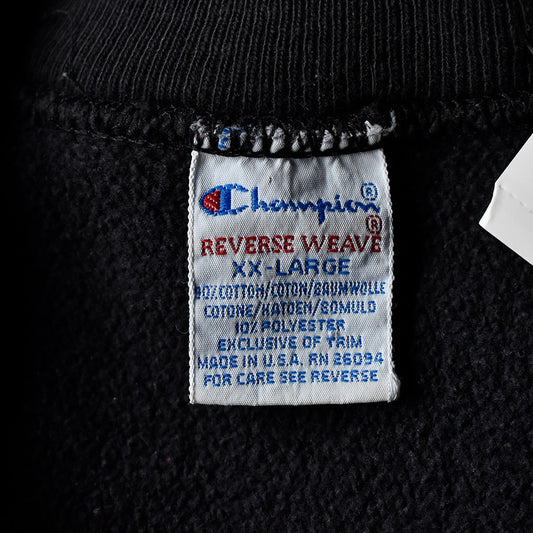 Champion®
REVERSE WEAVE®
XX-LARGE
90% COTTON/COTON/BAUMWOLLE
COTONE/KATOEN/BOMULD
10% POLYESTER
EXCLUSIVE OF TRIM
MADE IN U.S.A. RN 26094
FOR CARE SEE REVERSE